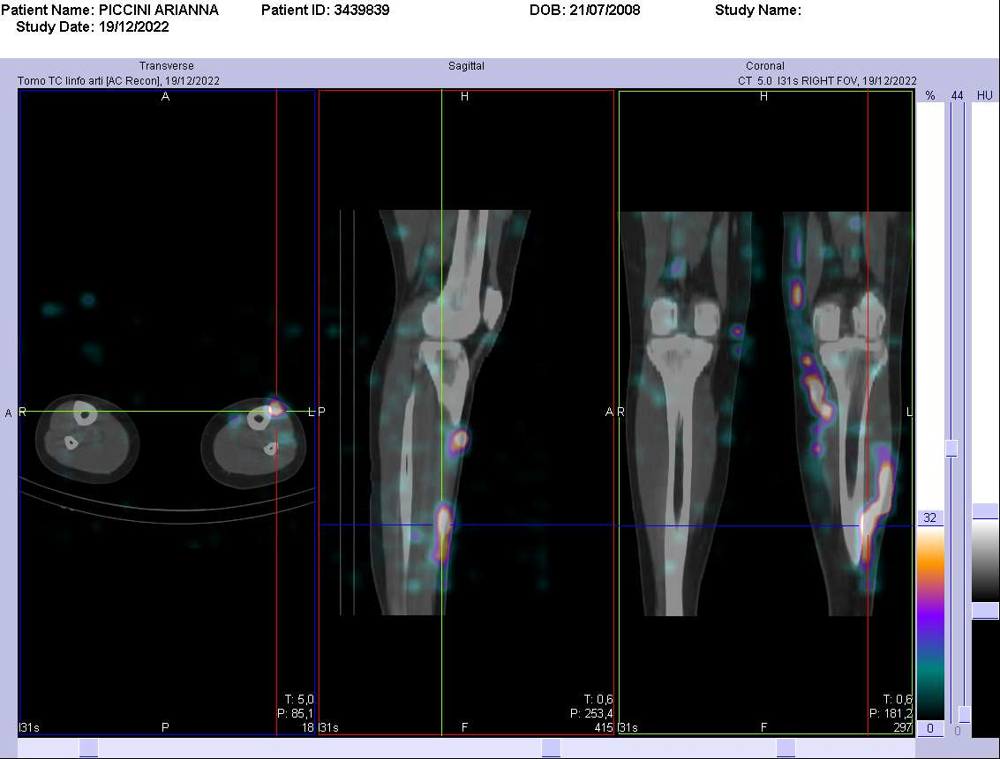 Patient Name: PICCINI ARIANNA Patient ID: 3439839 DOB: 21/07/2008 Study Name:
Study Date: 19/12/2022
Transverse Sagittal Coronal
Tomo TC linfo arti [AC Recon], 19/12/2022 CT 5.0 I31s RIGHT FOV, 19/12/2022
% 44 HU
A H H
A R L P A R L
32
T: 5,0 T: 0,6 T: 0,6
P: 85,1 P: 253,4 P: 181,2
I31s P 18 I31s F 415 I31s F 297 0 0